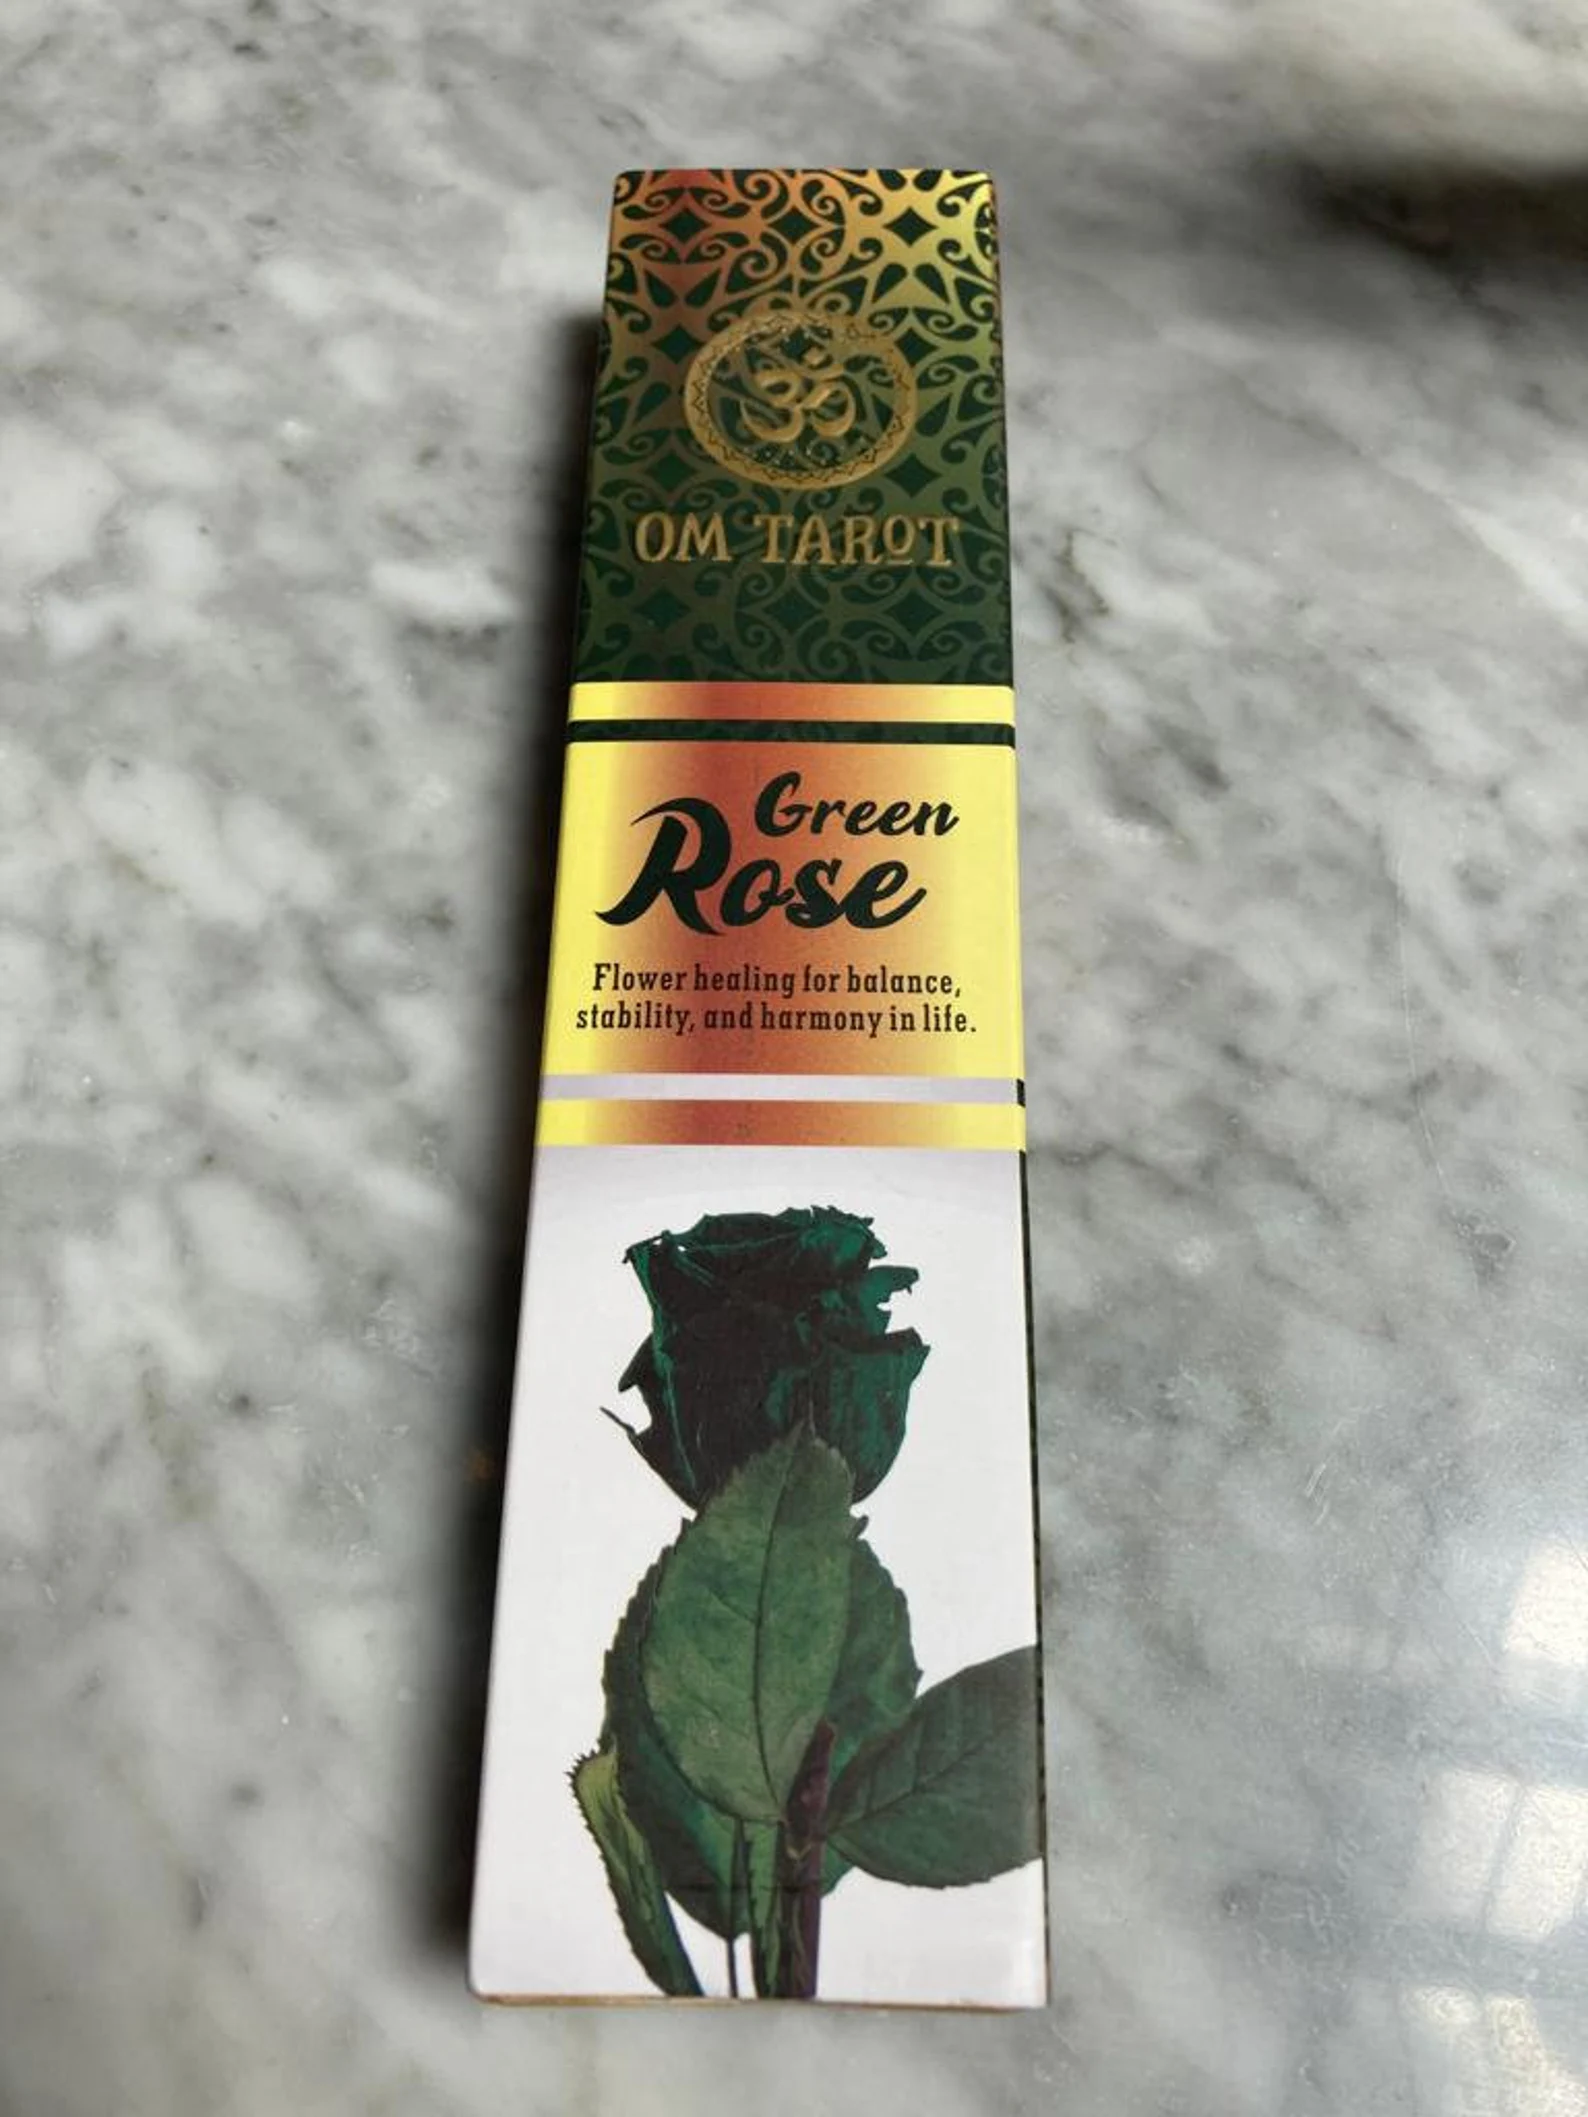 ॐ
OM TAROT
Green
Rose
Flower healing for balance,
stability, and harmony in life.